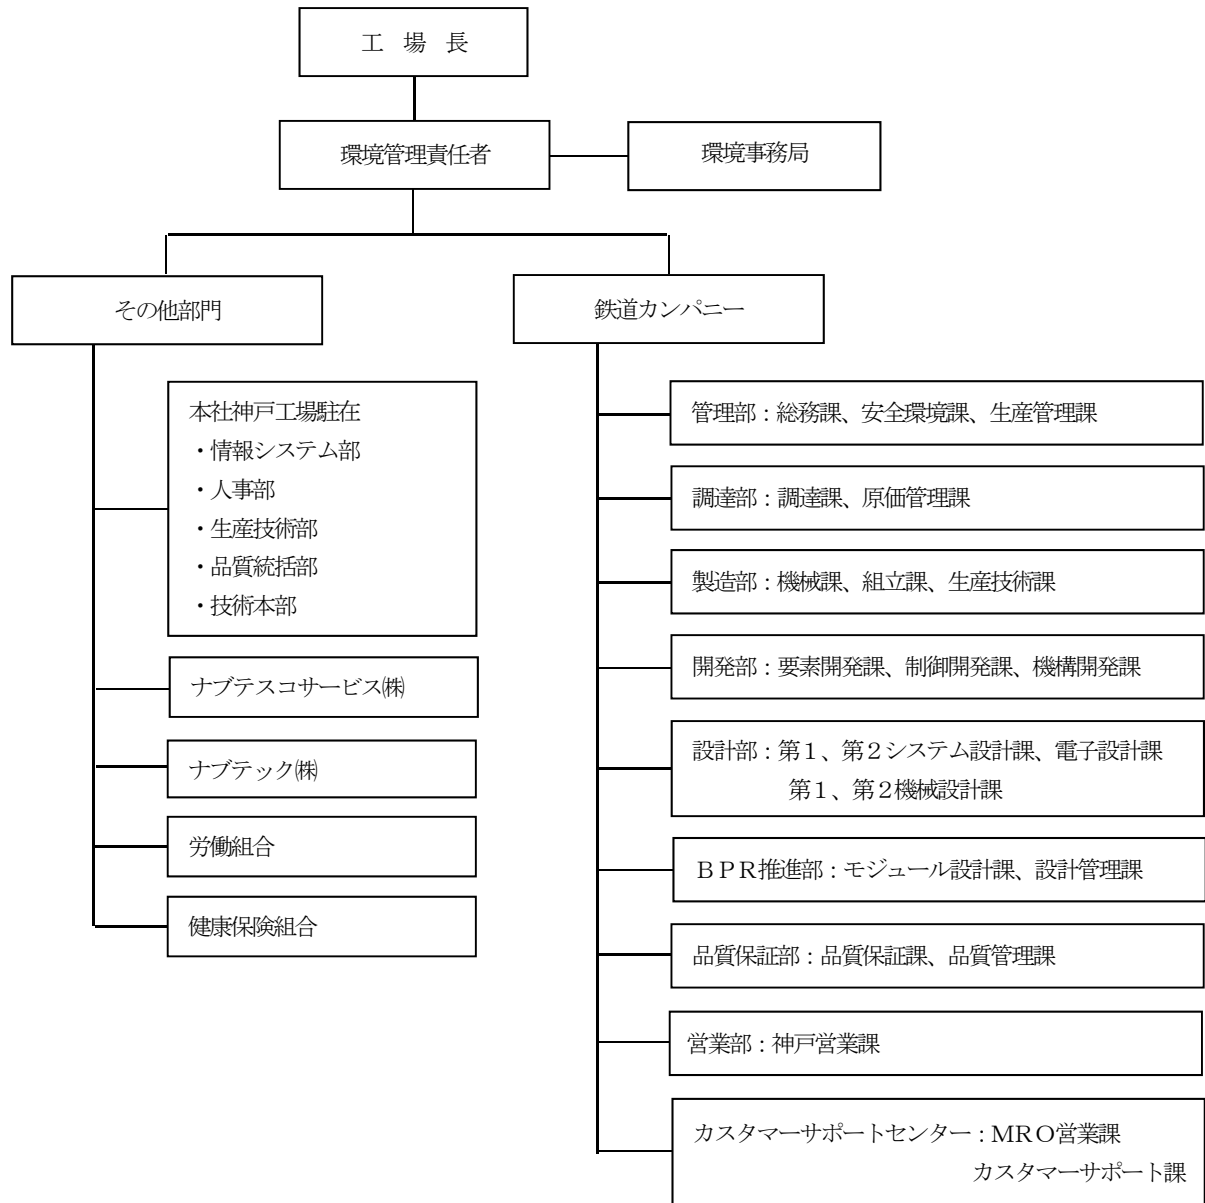 工　場　長
環境管理責任者
環境事務局
その他部門
鉄道カンパニー
本社神戸工場駐在
・情報システム部
・人事部
・生産技術部
・品質統括部
・技術本部
ナブテスコサービス㈱
ナブテック㈱
労働組合
健康保険組合
管理部：総務課、安全環境課、生産管理課
調達部：調達課、原価管理課
製造部：機械課、組立課、生産技術課
開発部：要素開発課、制御開発課、機構開発課
設計部：第１、第２システム設計課、電子設計課
第１、第２機械設計課
ＢＰＲ推進部：モジュール設計課、設計管理課
品質保証部：品質保証課、品質管理課
営業部：神戸営業課
カスタマーサポートセンター：ＭＲＯ営業課
カスタマーサポート課